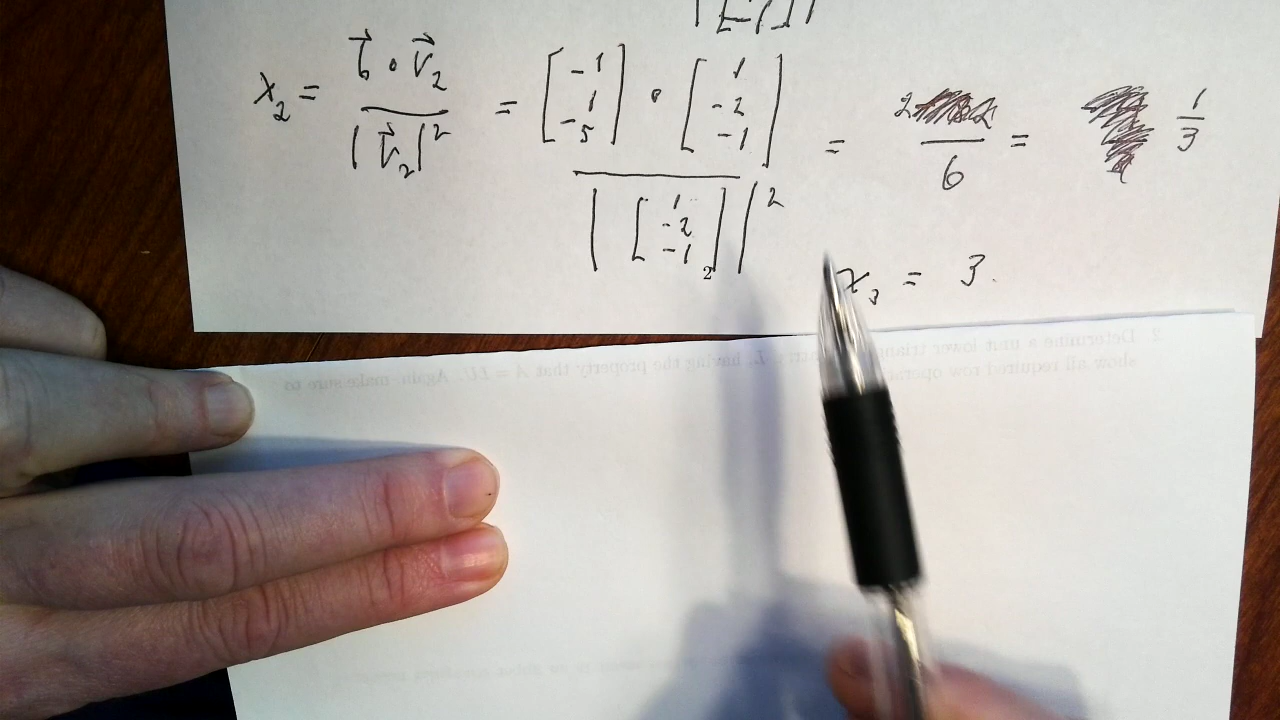 x₂ = (b⃗ · v⃗₂) / |v⃗₂|² = ([-1 1 -5] · [1 -2 -1]) / |[1 -2 -1]|² = 2 / 6 = 1/3
x₃ = 3.
2
2 Determine a unit lower triangular matrix L, having the property that A = LU. Again, make sure to
show all required row